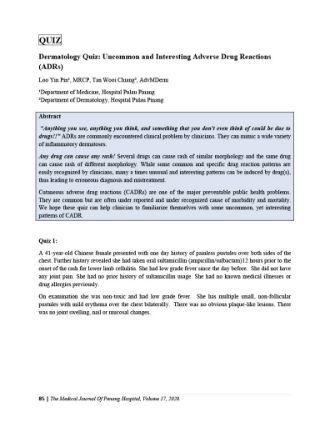 QUIZ
Dermatology Quiz: Uncommon and Interesting Adverse Drug Reactions
(ADRs)
Loo Yin Pin¹, MRCP, Tan Wooi Chiang², AdvMDerm
¹Department of Medicine, Hospital Pulau Pinang
²Department of Dermatology, Hospital Pulau Pinang
Abstract
"Anything you see, anything you think, and something that you don't even think of could be due to
drugs!!" ADRs are commonly encountered clinical problem by clinicians. They can mimic a wide variety
of inflammatory dermatoses.
Any drug can cause any rash! Several drugs can cause rash of similar morphology and the same drug
can cause rash of different morphology. While some common and specific drug reaction patterns are
easily recognized by clinicians, many a times unusual and interesting patterns can be induced by drug(s),
thus leading to erroneous diagnosis and mistreatment.
Cutaneous adverse drug reactions (CADRs) are one of the major preventable public health problems.
They are common but are often under reported and under recognized cause of morbidity and mortality.
We hope these quiz can help clinician to familiarize themselves with some uncommon, yet interesting
patterns of CADR.
Quiz 1:
A 41-year-old Chinese female presented with one day history of painless pustules over both sides of the
chest. Further history revealed she had taken oral sultamicillin (ampicillin/sulbactam)12 hours prior to the
onset of the rash for lower limb cellulitis. She had low grade fever since the day before. She did not have
any joint pain. She had no prior history of sultamicillin usage. She had no known medical illnesses or
drug allergies previously.
On examination she was non-toxic and had low grade fever. She has multiple small, non-follicular
pustules with mild erythema over the chest bilaterally. There was no obvious plaque-like lesions. There
was no joint swelling, nail or mucosal changes.
85 | The Medical Journal Of Penang Hospital, Volume 17, 2020.